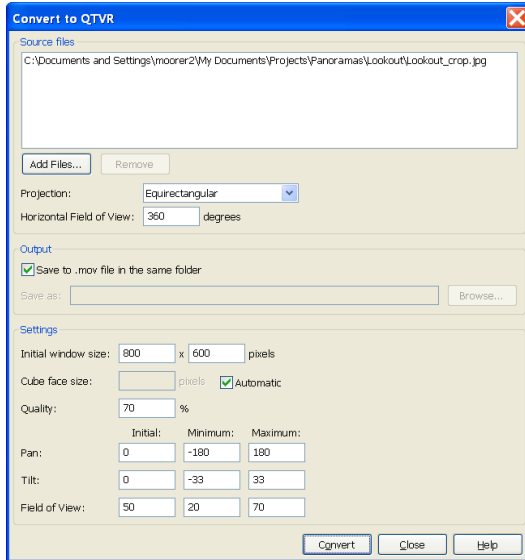 Convert to QTVR
Source files
C:\Documents and Settings\moorer2\My Documents\Projects\Panoramas\Lookout\Lookout_crop.jpg
Add Files... Remove
Projection: Equirectangular
Horizontal Field of View: 360 degrees
Output
Save to .mov file in the same folder
Save as: Browse...
Settings
Initial window size: 800 x 600 pixels
Cube face size: pixels Automatic
Quality: 70 %
Initial: Minimum: Maximum:
Pan: 0 -180 180
Tilt: 0 -33 33
Field of View: 50 20 70
Convert Close Help